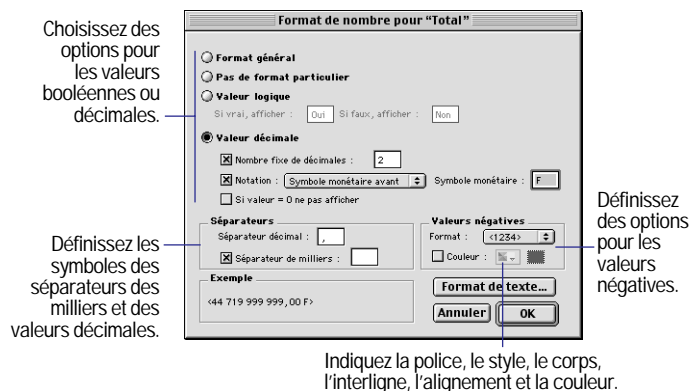 Choisissez des
options pour
les valeurs
booléennes ou
décimales.
Format de nombre pour “Total”
Format général
Pas de format particulier
Valeur logique
Si vrai, afficher : Oui Si faux, afficher : Non
Valeur décimale
Nombre fixe de décimales : 2
Notation : Symbole monétaire avant Symbole monétaire : F
Si valeur = 0 ne pas afficher
Séparateurs
Séparateur décimal : ,
Séparateur de milliers :
Valeurs négatives
Format : <1234>
Couleur :
Exemple
<44 719 999 999,00 F>
Format de texte...
Annuler OK
Définissez les
symboles des
séparateurs des
milliers et des
valeurs décimales.
Définissez
des options
pour les
valeurs
négatives.
Indiquez la police, le style, le corps,
l'interligne, l'alignement et la couleur.